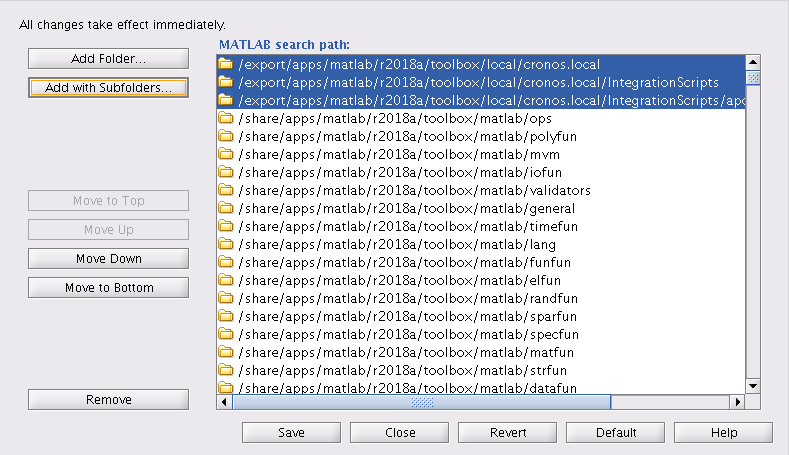 All changes take effect immediately.
MATLAB search path:
Add Folder...
Add with Subfolders...
Move to Top
Move Up
Move Down
Move to Bottom
Remove
/export/apps/matlab/r2018a/toolbox/local/cronos.local
/export/apps/matlab/r2018a/toolbox/local/cronos.local/IntegrationScripts
/export/apps/matlab/r2018a/toolbox/local/cronos.local/IntegrationScripts/apo
/share/apps/matlab/r2018a/toolbox/matlab/ops
/share/apps/matlab/r2018a/toolbox/matlab/polyfun
/share/apps/matlab/r2018a/toolbox/matlab/mvm
/share/apps/matlab/r2018a/toolbox/matlab/iofun
/share/apps/matlab/r2018a/toolbox/matlab/validators
/share/apps/matlab/r2018a/toolbox/matlab/general
/share/apps/matlab/r2018a/toolbox/matlab/timefun
/share/apps/matlab/r2018a/toolbox/matlab/lang
/share/apps/matlab/r2018a/toolbox/matlab/funfun
/share/apps/matlab/r2018a/toolbox/matlab/elfun
/share/apps/matlab/r2018a/toolbox/matlab/randfun
/share/apps/matlab/r2018a/toolbox/matlab/sparfun
/share/apps/matlab/r2018a/toolbox/matlab/specfun
/share/apps/matlab/r2018a/toolbox/matlab/matfun
/share/apps/matlab/r2018a/toolbox/matlab/strfun
/share/apps/matlab/r2018a/toolbox/matlab/datafun
Save
Close
Revert
Default
Help